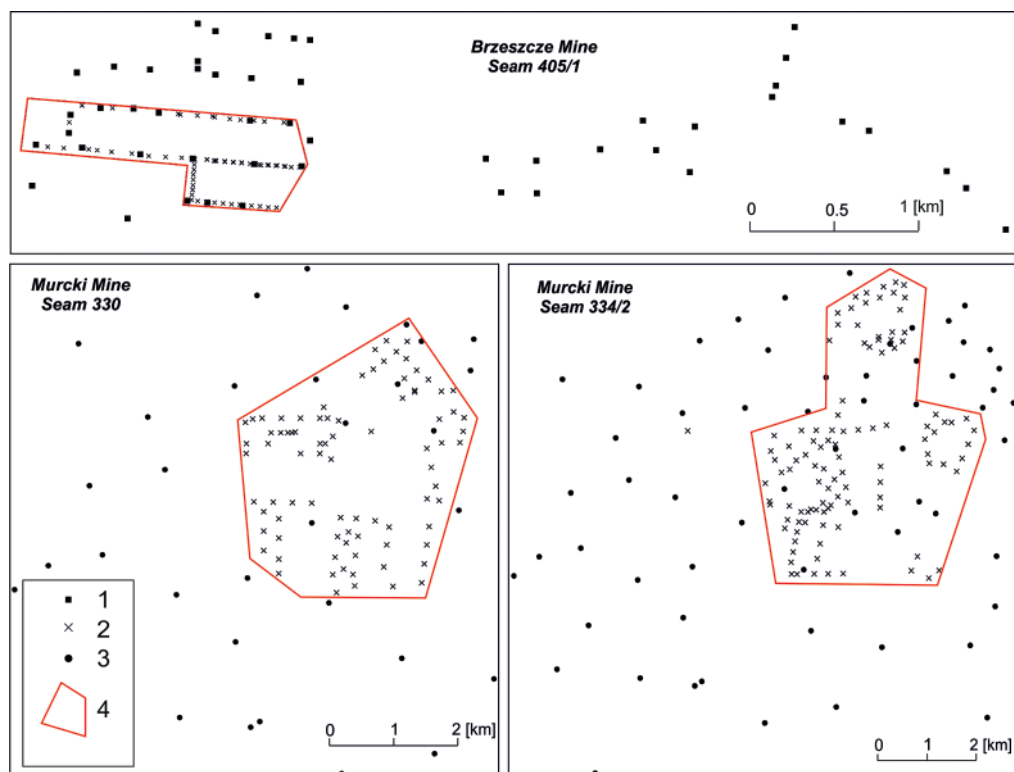 Brzeszcze Mine
Seam 405/1
0 0.5 1 [km]
Murcki Mine
Seam 330
Murcki Mine
Seam 334/2
1
2
3
4
0 1 2 [km]
0 1 2 [km]